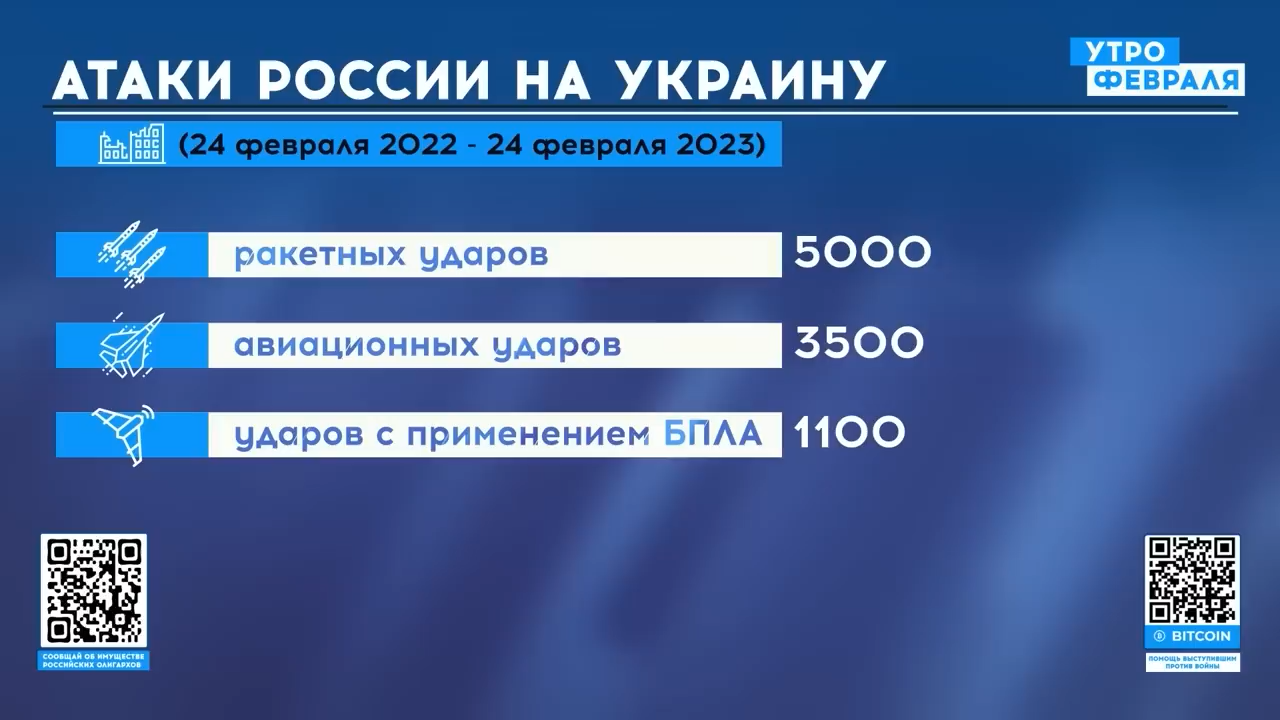 АТАКИ РОССИИ НА УКРАИНУ
УТРО
ФЕВРАЛЯ
(24 февраля 2022 - 24 февраля 2023)
ракетных ударов 5000
авиационных ударов 3500
ударов с применением БПЛА 1100
СООБЩАЙ ОБ ИМУЩЕСТВЕ
РОССИЙСКИХ ОЛИГАРХОВ
BITCOIN
ПОМОЩЬ ВЫСТУПИВШИМ
ПРОТИВ ВОЙНЫ